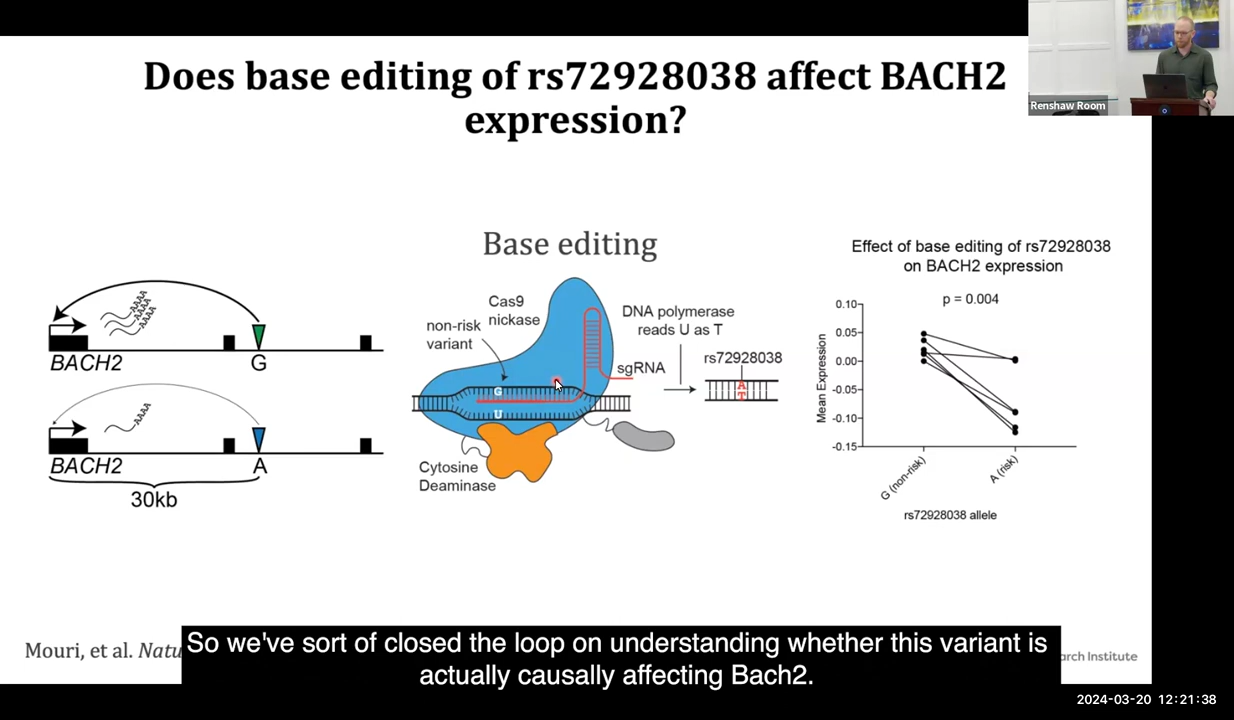 Does base editing of rs72928038 affect BACH2
expression?
Renshaw Room
Base editing
Effect of base editing of rs72928038
on BACH2 expression
p = 0.004
AAAA
AAAA
AAAA
BACH2
G
AAAA
BACH2
A
30kb
Cas9
nickase
non-risk
variant
DNA polymerase
reads U as T
sgRNA
rs72928038
G
U
A
T
Cytosine
Deaminase
Mean Expression
0.10
0.05
0.00
-0.05
-0.10
-0.15
G (non-risk)
A (risk)
rs72928038 allele
Mouri, et al. Natu
So we've sort of closed the loop on understanding whether this variant is
actually causally affecting Bach2.
arch Institute
2024-03-20 12:21:38